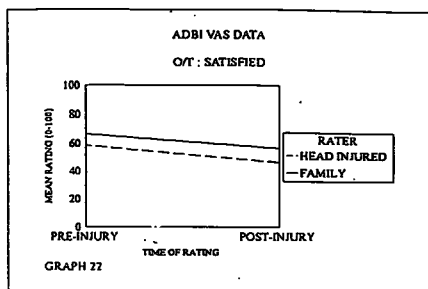 ADBI VAS DATA
O/T : SATISFIED
MEAN RATING (0-100)
100
80
60
40
20
0
PRE-INJURY
POST-INJURY
TIME OF RATING
RATER
HEAD INJURED
FAMILY
GRAPH 22